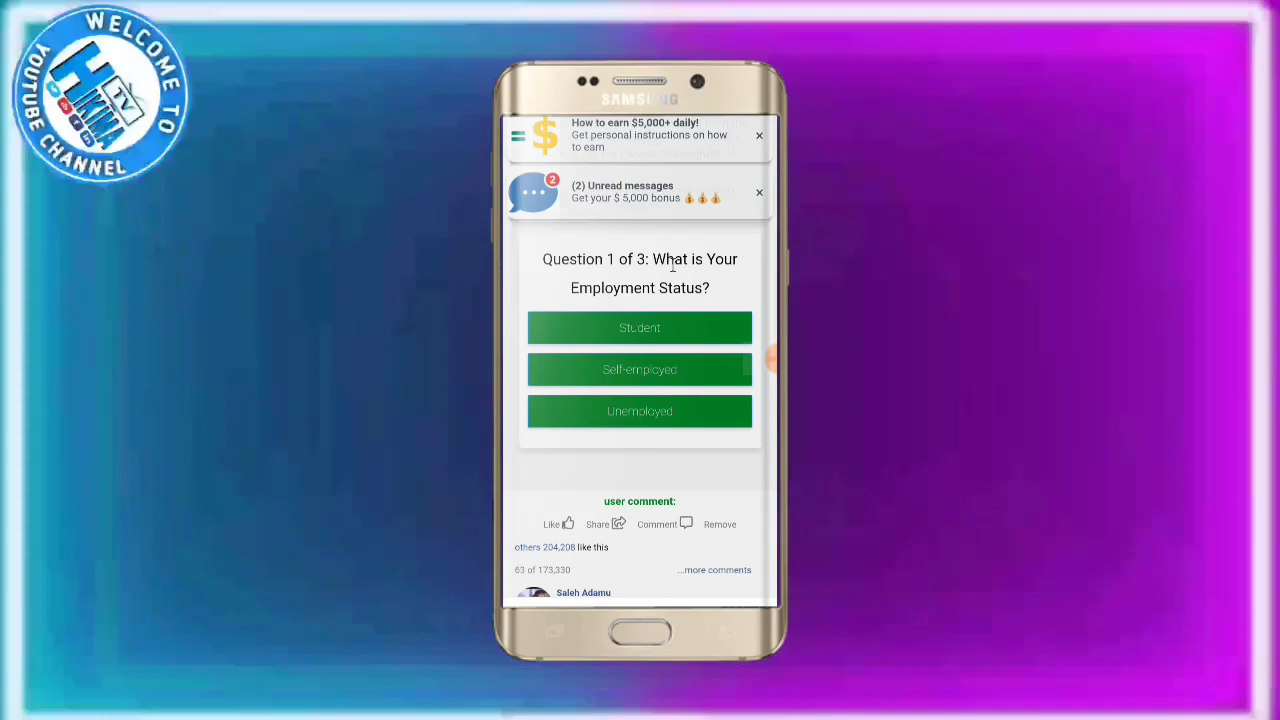 WELCOME TO
YOUTUBE CHANNEL
HIKIMA
TV
SAMSUNG
How to earn $5,000+ daily!
Get personal instructions on how
to earn
2
(2) Unread messages
Get your $ 5,000 bonus
Question 1 of 3: What is Your
Employment Status?
Student
Self-employed
Unemployed
user comment:
Like Share Comment Remove
others 204,208 like this
63 of 173,330 ...more comments
Saleh Adamu